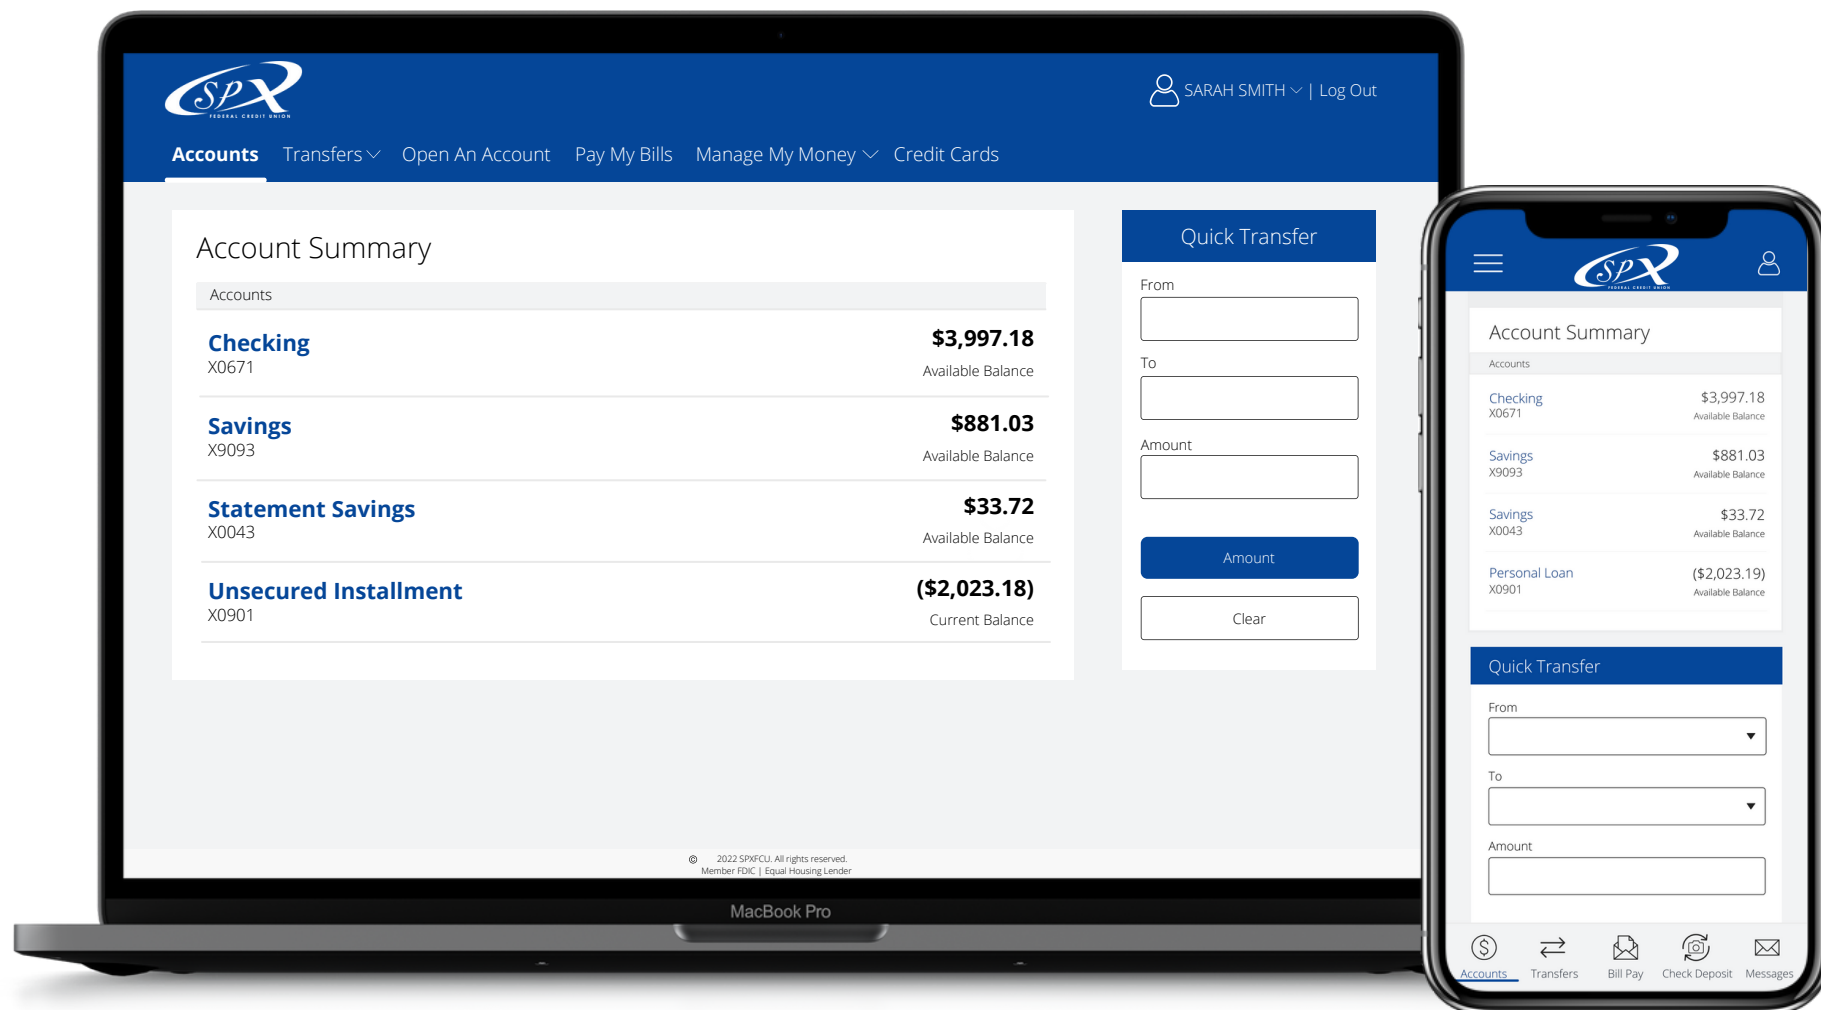 SPX
FEDERAL CREDIT UNION
SARAH SMITH | Log Out
Accounts Transfers Open An Account Pay My Bills Manage My Money Credit Cards
Account Summary
Accounts
Checking $3,997.18
X0671 Available Balance
Savings $881.03
X9093 Available Balance
Statement Savings $33.72
X0043 Available Balance
Unsecured Installment ($2,023.18)
X0901 Current Balance
Quick Transfer
From
To
Amount
Amount
Clear
© 2022 SPXFCU. All rights reserved.
Member FDIC | Equal Housing Lender
MacBook Pro
SPX
FEDERAL CREDIT UNION
Account Summary
Accounts
Checking $3,997.18
X0671 Available Balance
Savings $881.03
X9093 Available Balance
Savings $33.72
X0043 Available Balance
Personal Loan ($2,023.19)
X0901 Available Balance
Quick Transfer
From
To
Amount
$
Accounts Transfers Bill Pay Check Deposit Messages